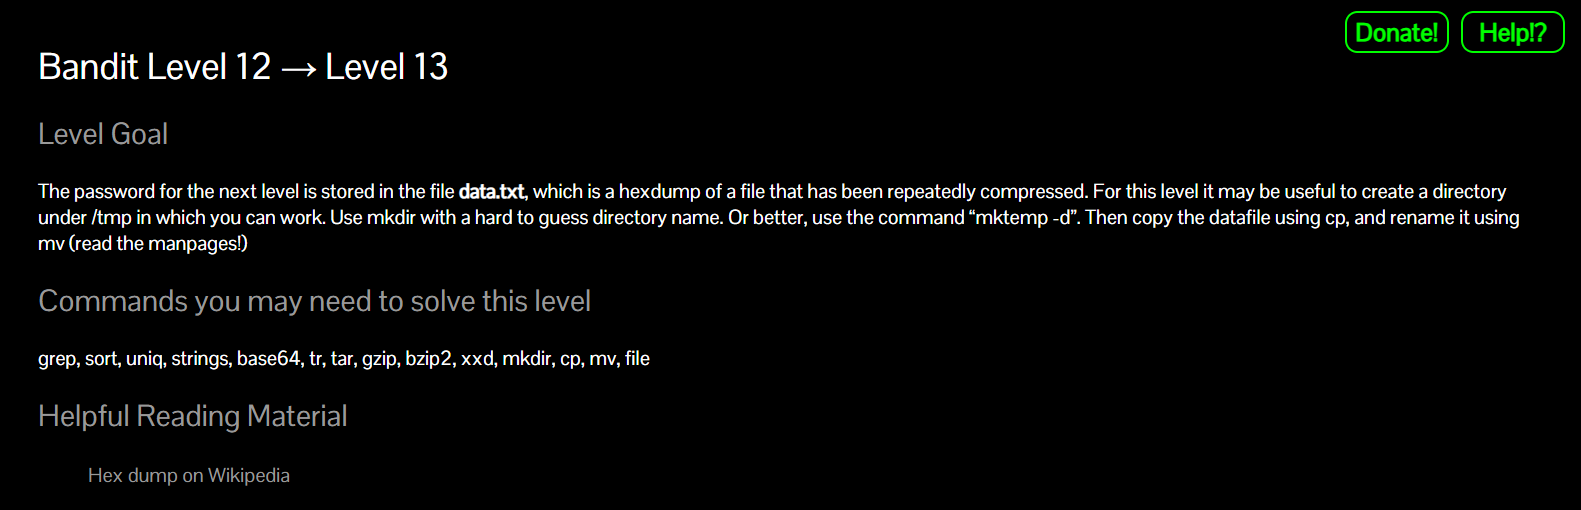 Donate! Help!?
Bandit Level 12 → Level 13
Level Goal
The password for the next level is stored in the file data.txt, which is a hexdump of a file that has been repeatedly compressed. For this level it may be useful to create a directory
under /tmp in which you can work. Use mkdir with a hard to guess directory name. Or better, use the command “mktemp -d”. Then copy the datafile using cp, and rename it using
mv (read the manpages!)
Commands you may need to solve this level
grep, sort, uniq, strings, base64, tr, tar, gzip, bzip2, xxd, mkdir, cp, mv, file
Helpful Reading Material
Hex dump on Wikipedia